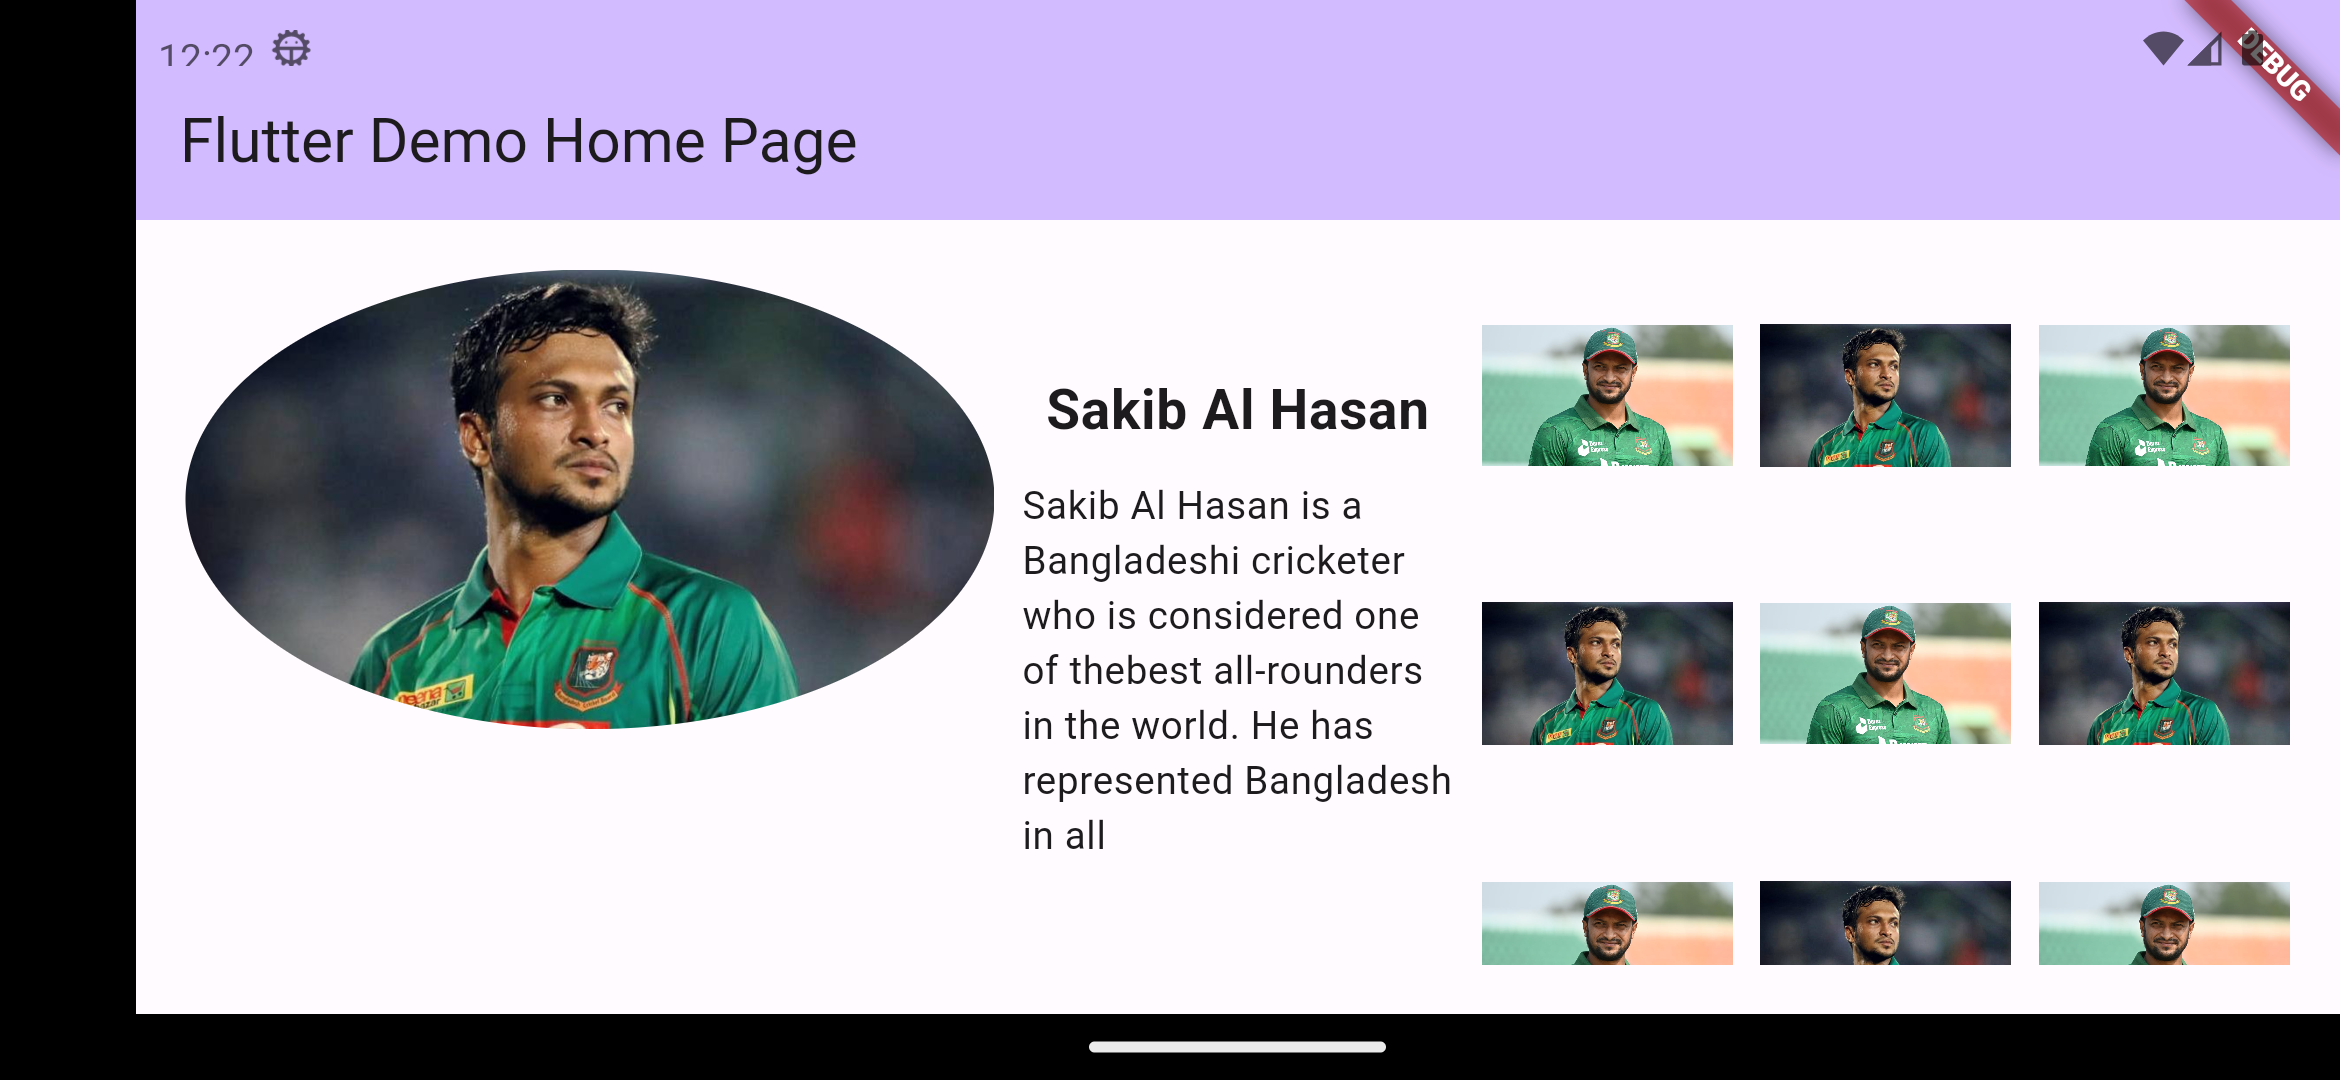 12:22
DEBUG
Flutter Demo Home Page
Sakib Al Hasan
Sakib Al Hasan is a
Bangladeshi cricketer
who is considered one
of thebest all-rounders
in the world. He has
represented Bangladesh
in all